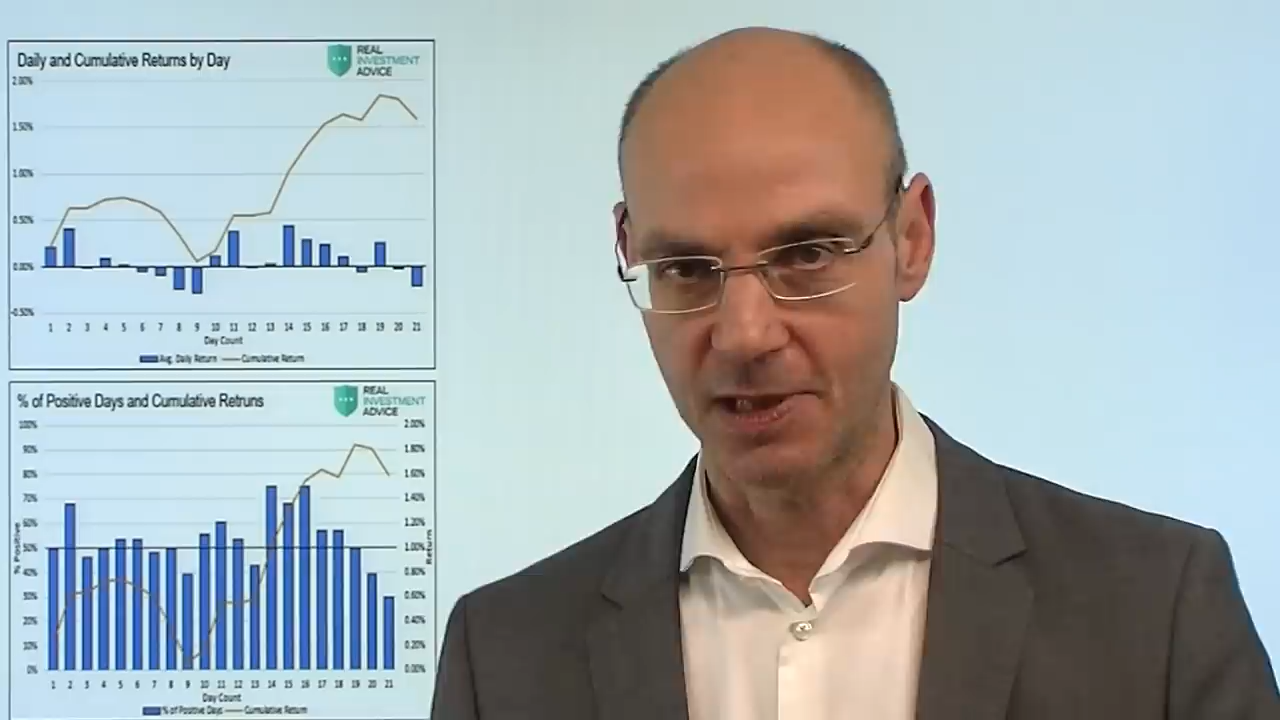 Daily and Cumulative Returns by Day
REAL
INVESTMENT
ADVICE
2.00%
1.50%
1.00%
0.50%
0.00%
-0.50%
1 2 3 4 5 6 7 8 9 10 11 12 13 14 15 16 17 18 19 20 21
Day Count
Avg. Daily Return Cumulative Return
% of Positive Days and Cumulative Retruns
REAL
INVESTMENT
ADVICE
100% 2.00%
90% 1.80%
80% 1.60%
70% 1.40%
60% 1.20%
50% 1.00%
40% 0.80%
30% 0.60%
20% 0.40%
10% 0.20%
0% 0.00%
% Positive
Return
1 2 3 4 5 6 7 8 9 10 11 12 13 14 15 16 17 18 19 20 21
Day Count
% of Positive Days Cumulative Return